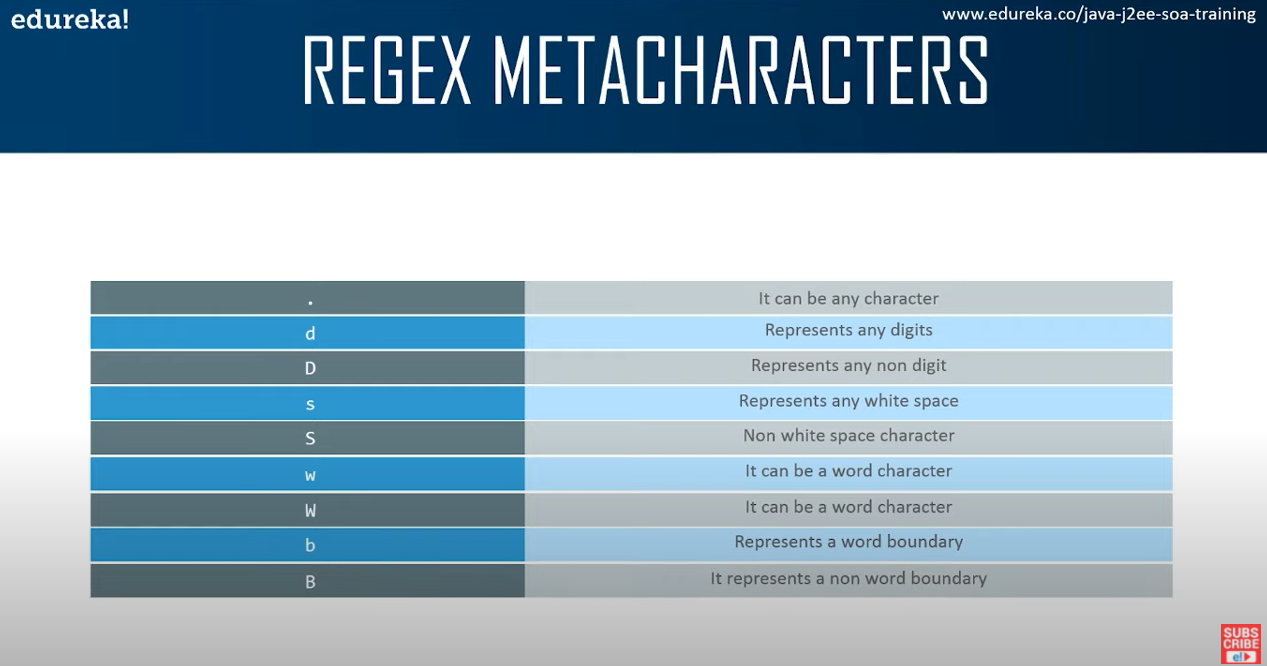 edureka!
www.edureka.co/java-j2ee-soa-training
REGEX METACHARACTERS
. It can be any character
d Represents any digits
D Represents any non digit
s Represents any white space
S Non white space character
w It can be a word character
W It can be a word character
b Represents a word boundary
B It represents a non word boundary
SUBS
CRIBE
e!